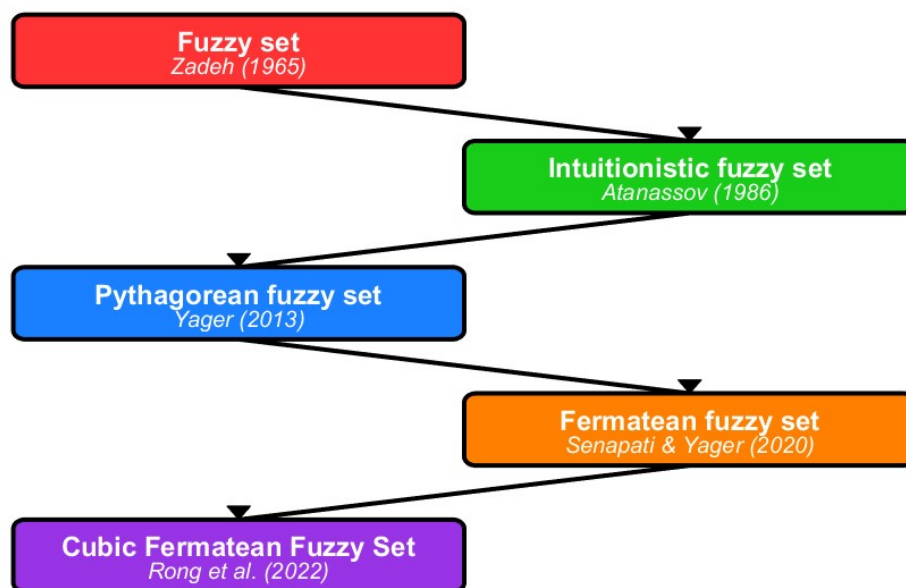 Fuzzy set
Zadeh (1965)
Intuitionistic fuzzy set
Atanassov (1986)
Pythagorean fuzzy set
Yager (2013)
Fermatean fuzzy set
Senapati & Yager (2020)
Cubic Fermatean Fuzzy Set
Rong et al. (2022)